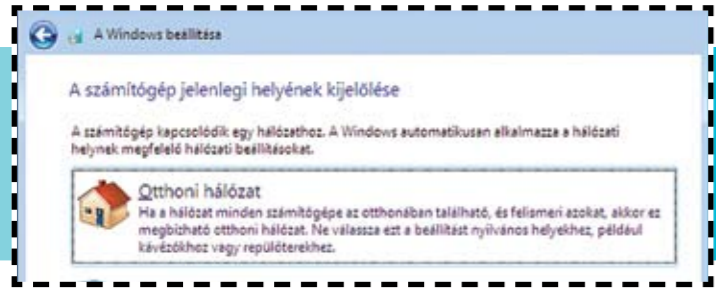 A Windows beállítása
A számítógép jelenlegi helyének kijelölése
A számítógép kapcsolódik egy hálózathoz. A Windows automatikusan alkalmazza a hálózati
helynek megfelelő hálózati beállításokat.
Otthoni hálózat
Ha a hálózat minden számítógépe az otthonában található, és felismeri azokat, akkor ez
megbízható otthoni hálózat. Ne válassza ezt a beállítást nyilvános helyekhez, például
kávézókhoz vagy repülőterekhez.